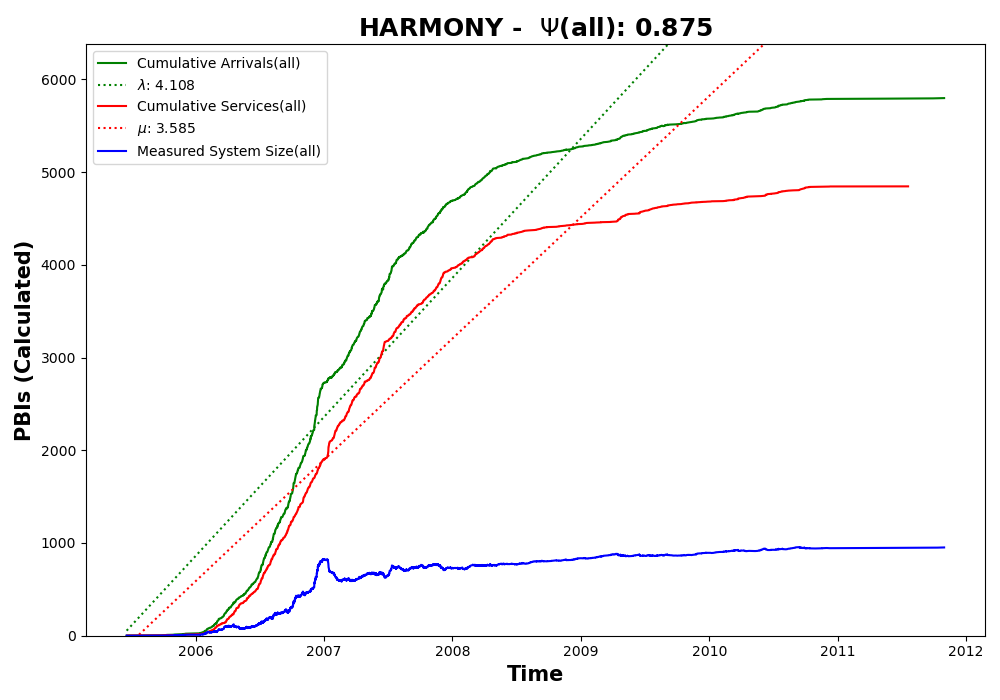 HARMONY - Ψ(all): 0.875
Cumulative Arrivals(all)
λ: 4.108
Cumulative Services(all)
μ: 3.585
Measured System Size(all)
PBIs (Calculated)
6000
5000
4000
3000
2000
1000
0
2006 2007 2008 2009 2010 2011 2012
Time